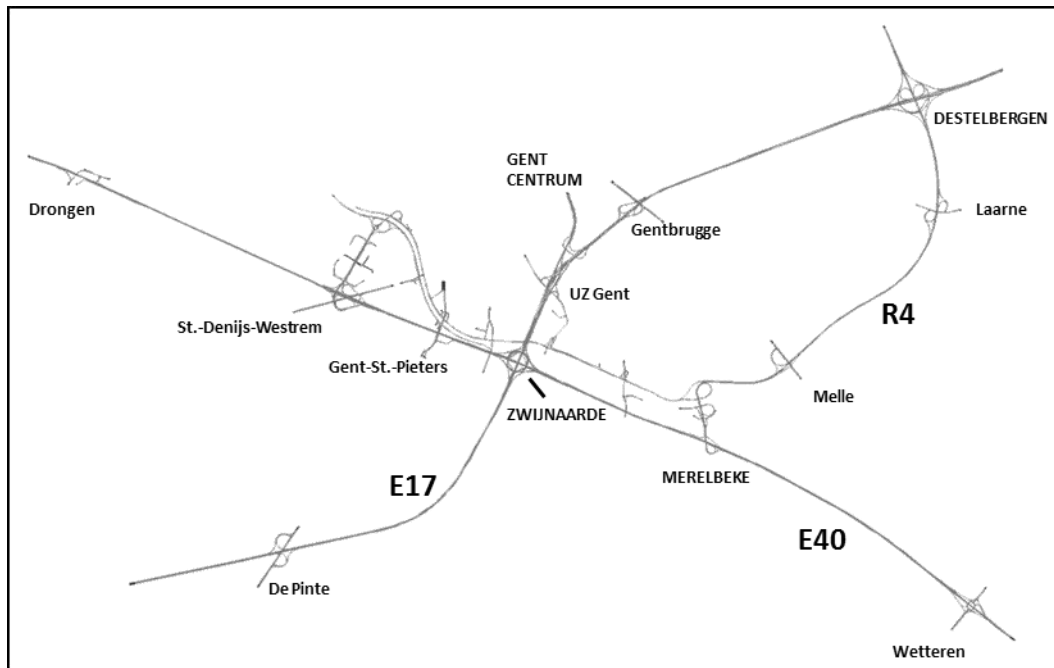 DESTELBERGEN
GENT
CENTRUM
Drongen
Laarne
Gentbrugge
UZ Gent
R4
St.-Denijs-Westrem
Gent-St.-Pieters
Melle
ZWIJNAARDE
MERELBEKE
E17
E40
De Pinte
Wetteren